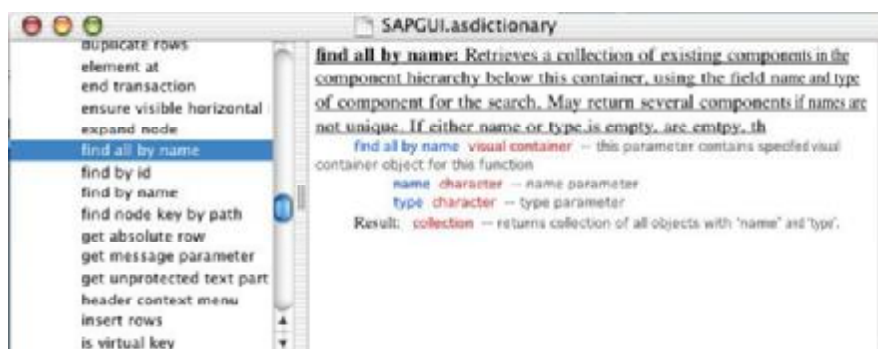 SAPGUI.asdictionary
duplicate rows
element at
end transaction
ensure visible horizontal
expand node
find all by name
find by id
find by name
find node key by path
get absolute row
get message parameter
get unprotected text part
header context menu
insert rows
is virtual key
find all by name: Retrieves a collection of existing components in the
component hierarchy below this container, using the field name and type
of component for the search. May return several components if names are
not unique. If either name or type is empty, are emtpy, th
find all by name visual container -- this parameter contains specifed visual
container object for this function
name character -- name parameter
type character -- type parameter
Result: collection -- returns collection of all objects with "name" and 'type'.